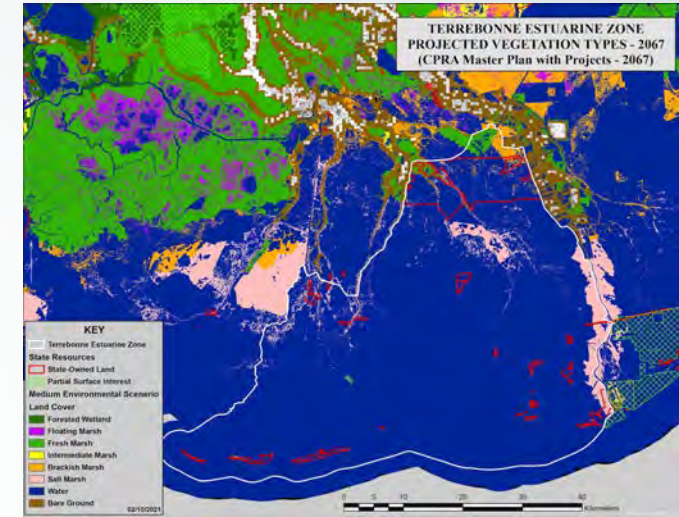 TERREBONNE ESTUARINE ZONE
PROJECTED VEGETATION TYPES - 2067
(CPRA Master Plan with Projects - 2067)
KEY
Terrebonne Estuarine Zone
State Resources
State-Owned Land
Partial Surface Interest
Medium Environmental Scenerio
Land Cover
Forested Wetland
Floating Marsh
Fresh Marsh
Intermediate Marsh
Brackish Marsh
Salt Marsh
Water
Bare Ground
02/10/2021
0 5 10 20 30 40
Kilometers